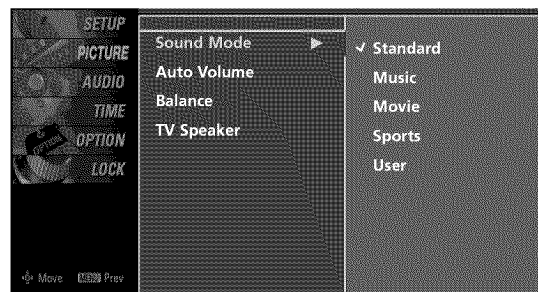 SETUP
PICTURE
AUDIO
TIME
OPTION
LOCK
Move MENU Prev
Sound Mode
Auto Volume
Balance
TV Speaker
Standard
Music
Movie
Sports
User